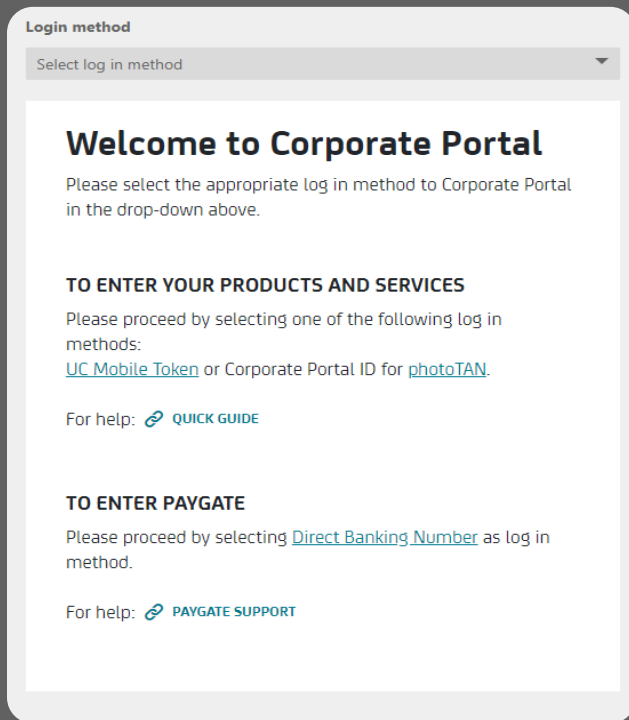 Login method
Select log in method
Welcome to Corporate Portal
Please select the appropriate log in method to Corporate Portal
in the drop-down above.
TO ENTER YOUR PRODUCTS AND SERVICES
Please proceed by selecting one of the following log in
methods:
UC Mobile Token or Corporate Portal ID for photoTAN.
For help: QUICK GUIDE
TO ENTER PAYGATE
Please proceed by selecting Direct Banking Number as log in
method.
For help: PAYGATE SUPPORT